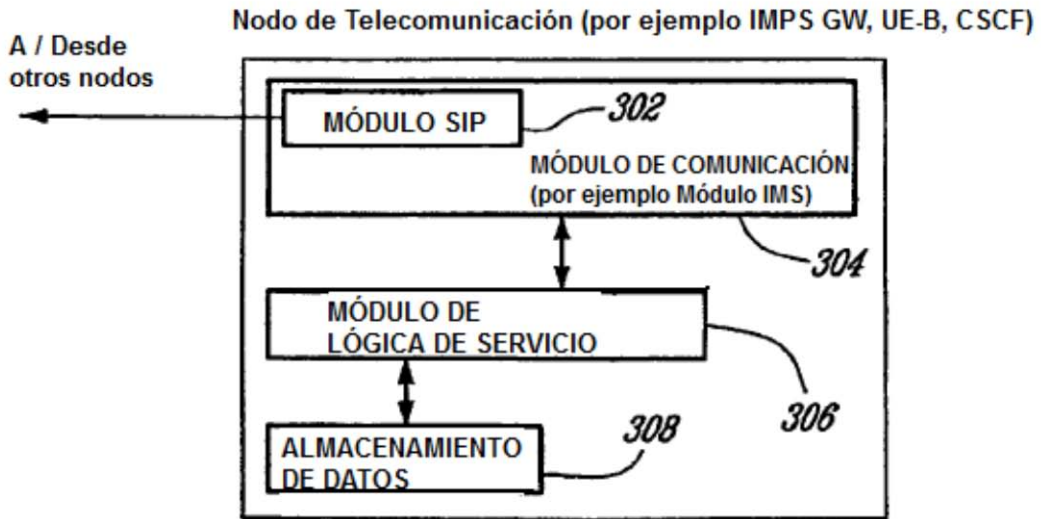 Nodo de Telecomunicación (por ejemplo IMPS GW, UE-B, CSCF)
A / Desde
otros nodos
MÓDULO SIP
302
MÓDULO DE COMUNICACIÓN
(por ejemplo Módulo IMS)
304
MÓDULO DE
LÓGICA DE SERVICIO
306
ALMACENAMIENTO
DE DATOS
308